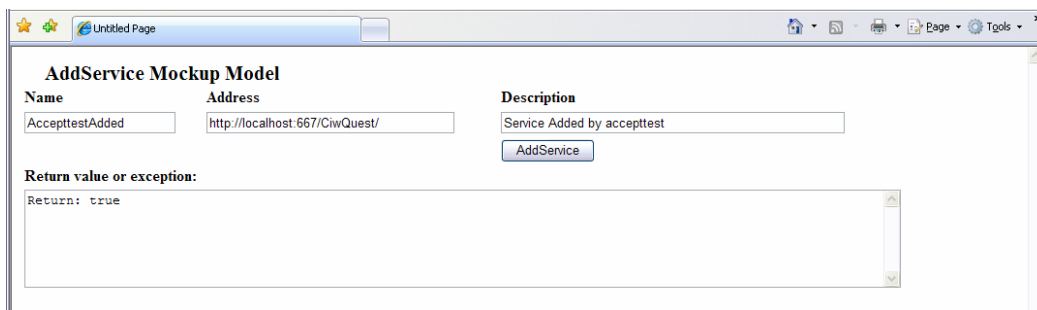 Untitled Page
Page Tools
AddService Mockup Model
Name Address Description
AccepttestAdded http://localhost:667/CiwQuest/ Service Added by accepttest
AddService
Return value or exception:
Return: true